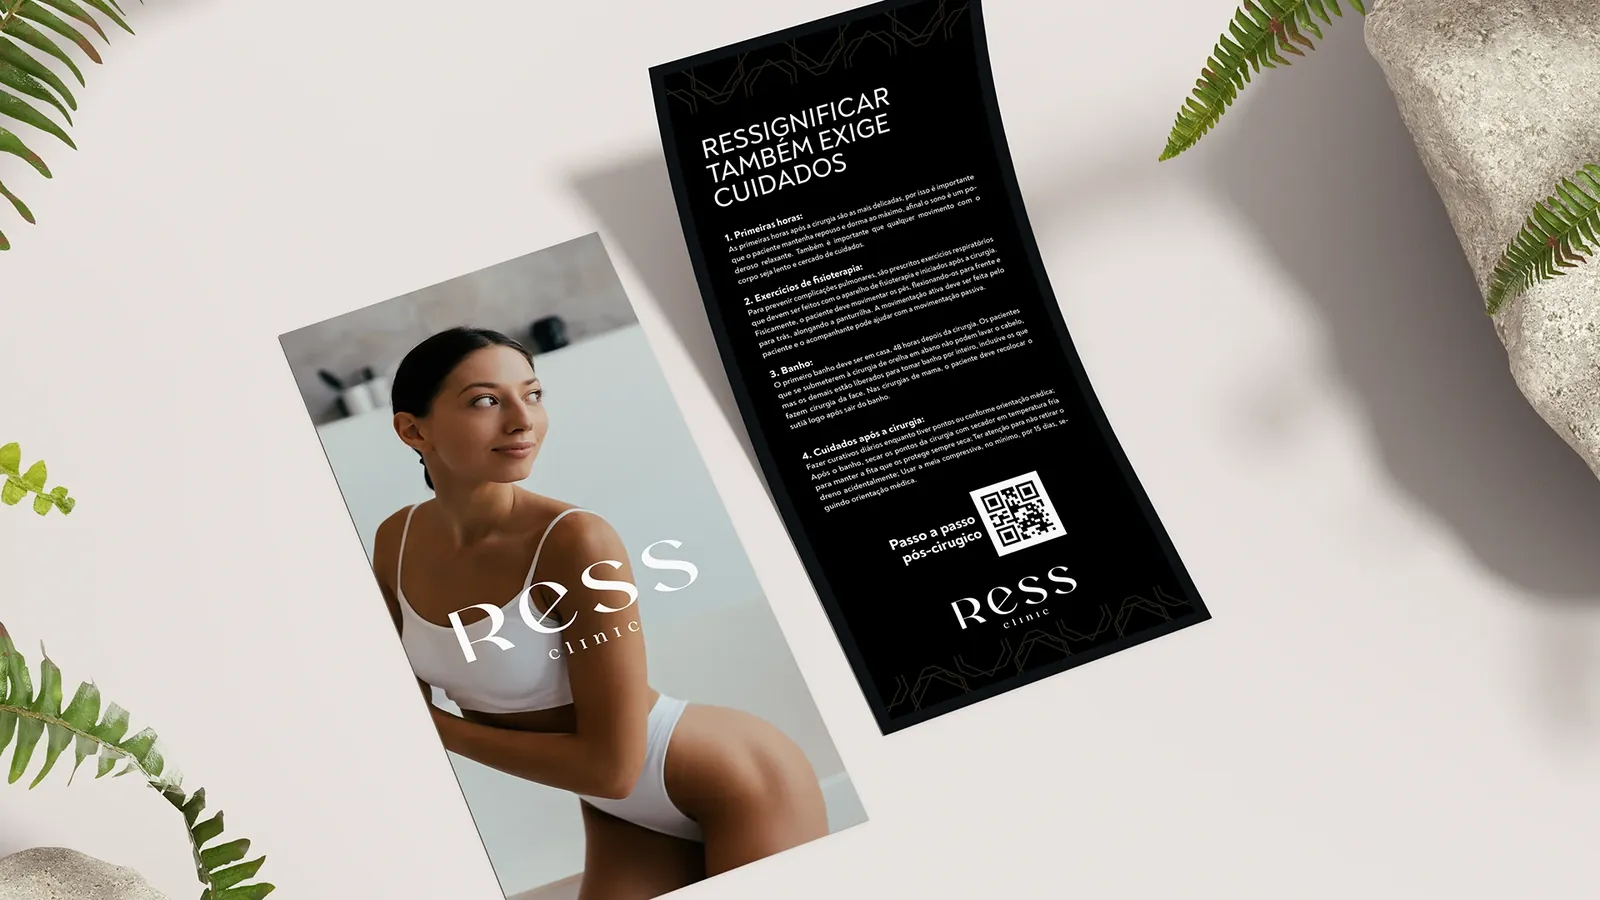 Ress
clinic
RESSIGNIFICAR
TAMBÉM EXIGE
CUIDADOS
1. Primeiras horas:
As primeiras horas após a cirurgia são as mais delicadas, por isso é importante
que o paciente mantenha repouso e dorma ao máximo, afinal o sono é um po-
deroso relaxante. Também é importante que qualquer movimento com o
corpo seja lento e cercado de cuidados.
2. Exercícios de fisioterapia:
Para prevenir complicações pulmonares, são prescritos exercícios respiratórios
que devem ser feitos com o aparelho de fisioterapia e iniciados após a cirurgia.
Fisicamente, o paciente deve movimentar os pés, flexionando-os para frente e
para trás, alongando a panturrilha. A movimentação ativa deve ser feita pelo
paciente e o acompanhante pode ajudar com a movimentação passiva.
3. Banho:
O primeiro banho deve ser em casa, 48 horas depois da cirurgia. Os pacientes
que se submeterem à cirurgia de orelha em abano não podem lavar o cabelo,
mas os demais estão liberados para tomar banho por inteiro, inclusive os que
fazem cirurgia da face. Nas cirurgias de mama, o paciente deve recolocar o
sutiã logo após sair do banho.
4. Cuidados após a cirurgia:
Fazer curativos diários enquanto tiver pontos ou conforme orientação médica;
Após o banho, secar os pontos da cirurgia com secador em temperatura fria
para manter a fita que os protege sempre seca; Ter atenção para não retirar o
dreno acidentalmente; Usar a meia compressiva, no mínimo, por 15 dias, se-
guindo orientação médica.
Passo a passo
pós-cirugico
Ress
clinic